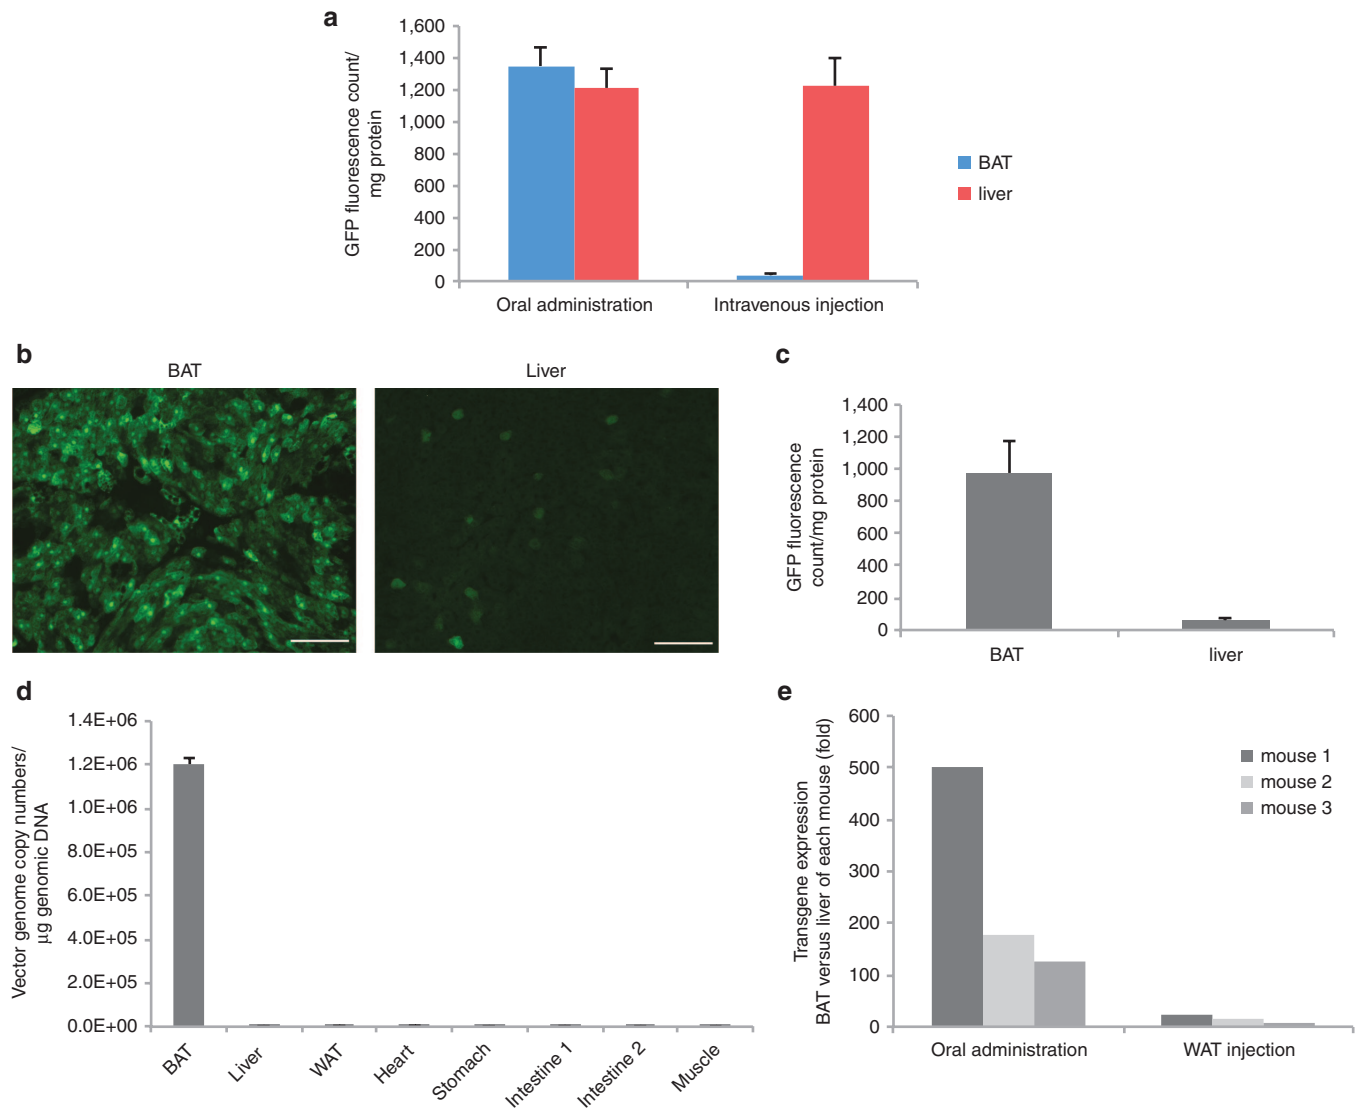 a
GFP fluorescence count/
mg protein
1,600
1,400
1,200
1,000
800
600
400
200
0
Oral administration
Intravenous injection
BAT
liver
b
BAT
Liver
c
GFP fluorescence
count/mg protein
1,400
1,200
1,000
800
600
400
200
0
BAT
liver
d
Vector genome copy numbers/
µg genomic DNA
1.4E+06
1.2E+06
1.0E+06
8.0E+05
6.0E+05
4.0E+05
2.0E+05
0.0E+00
BAT
Liver
WAT
Heart
Stomach
Intestine 1
Intestine 2
Muscle
e
Transgene expression
BAT versus liver of each mouse (fold)
600
500
400
300
200
100
0
Oral administration
WAT injection
mouse 1
mouse 2
mouse 3